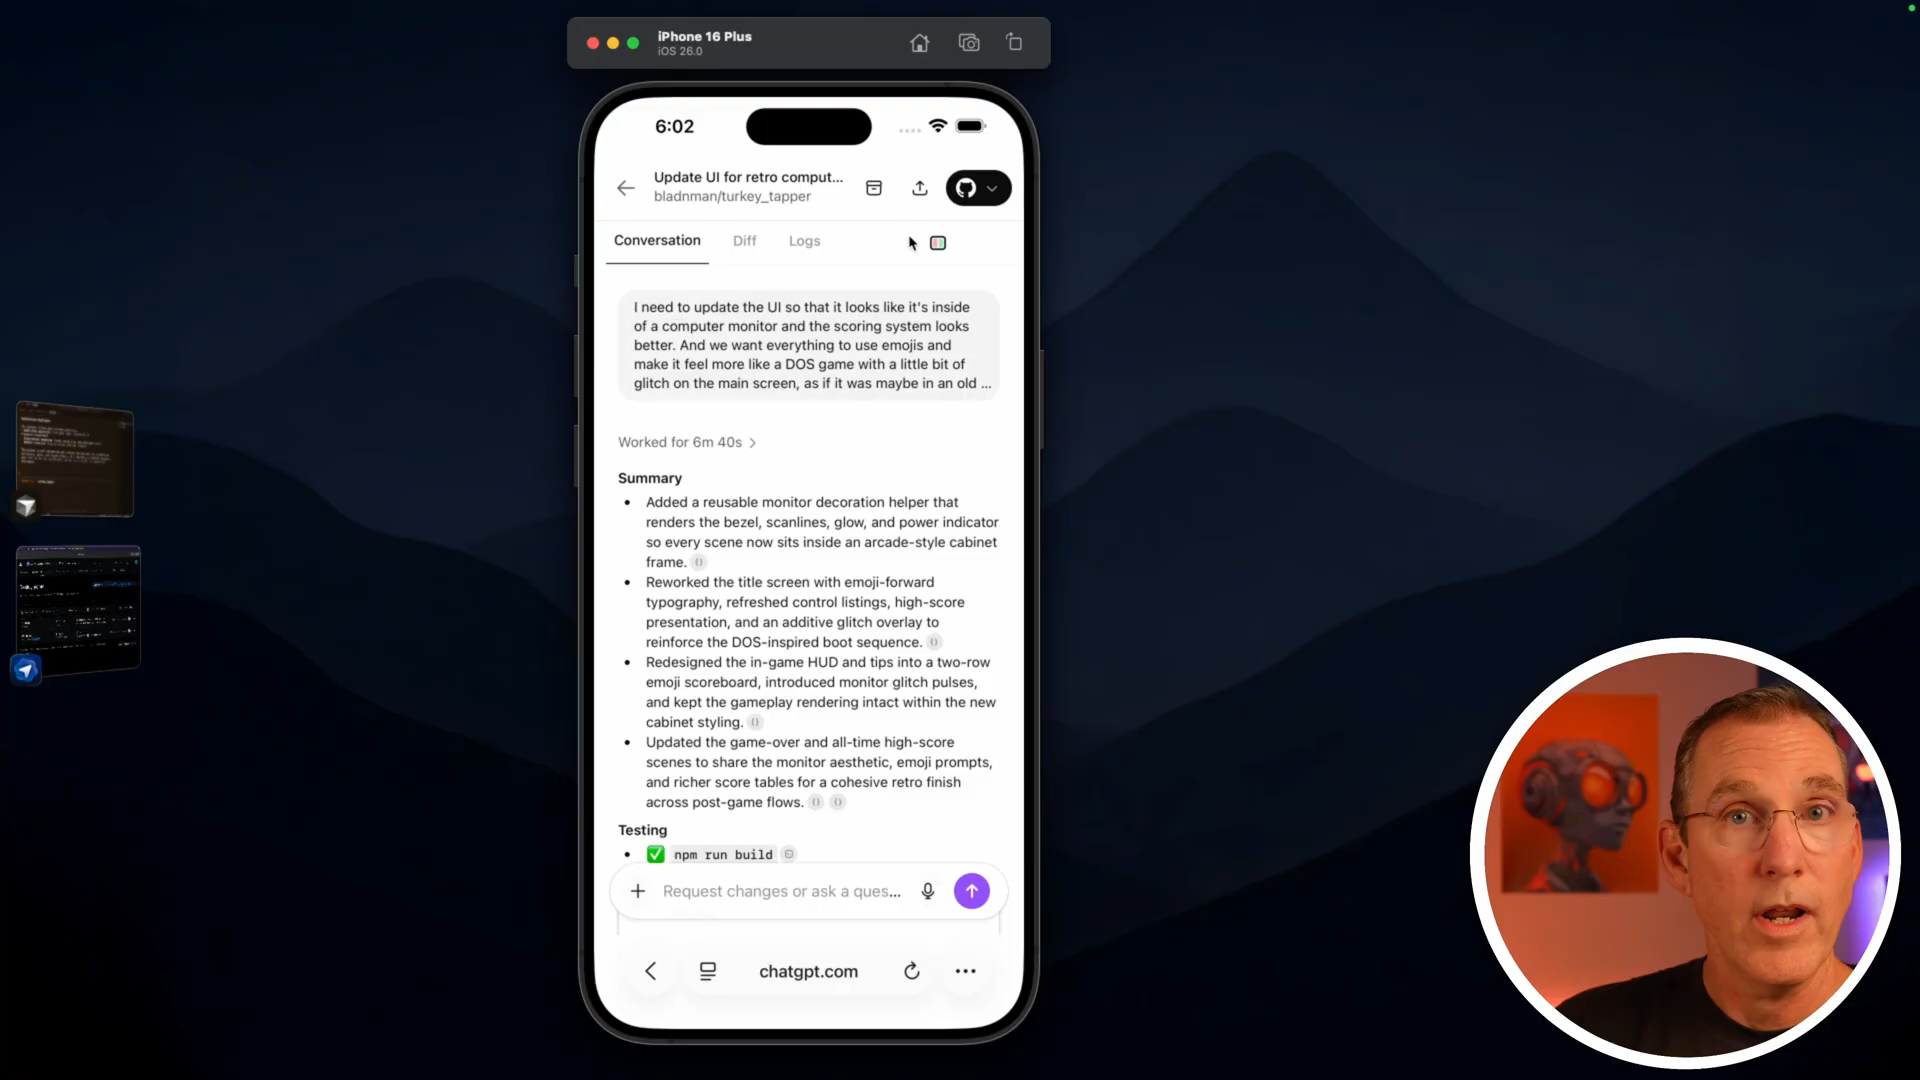 iPhone 16 Plus
iOS 26.0
6:02
Update UI for retro comput...
bladnman/turkey_tapper
Conversation
Diff
Logs
I need to update the UI so that it looks like it's inside
of a computer monitor and the scoring system looks
better. And we want everything to use emojis and
make it feel more like a DOS game with a little bit of
glitch on the main screen, as if it was maybe in an old ...
Worked for 6m 40s
Summary
• Added a reusable monitor decoration helper that
renders the bezel, scanlines, glow, and power indicator
so every scene now sits inside an arcade-style cabinet
frame.
• Reworked the title screen with emoji-forward
typography, refreshed control listings, high-score
presentation, and an additive glitch overlay to
reinforce the DOS-inspired boot sequence.
• Redesigned the in-game HUD and tips into a two-row
emoji scoreboard, introduced monitor glitch pulses,
and kept the gameplay rendering intact within the new
cabinet styling.
• Updated the game-over and all-time high-score
scenes to share the monitor aesthetic, emoji prompts,
and richer score tables for a cohesive retro finish
across post-game flows.
Testing
• ✅ npm run build
Request changes or ask a ques...
chatgpt.com